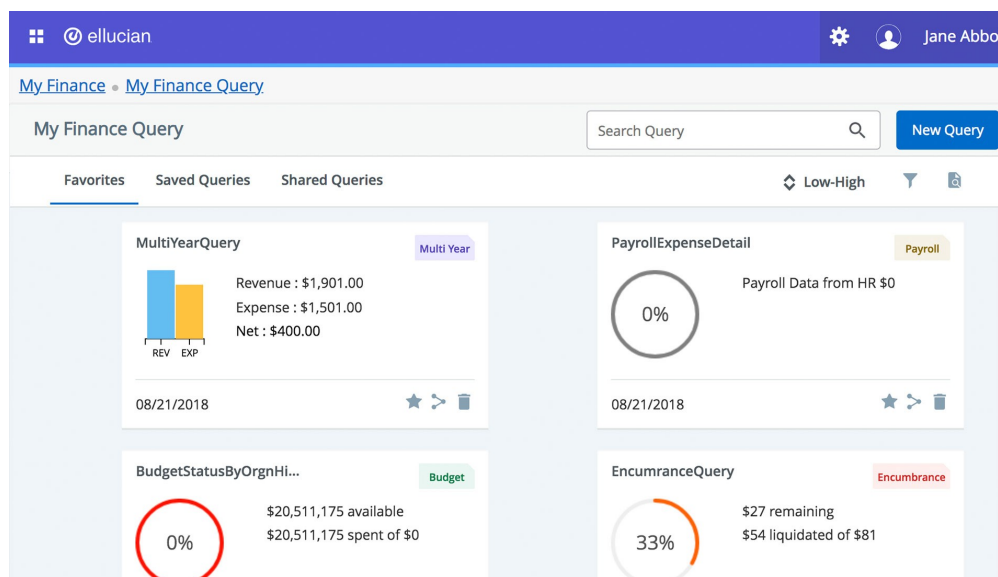 ellucian
Jane Abbo
My Finance • My Finance Query
My Finance Query
Search Query
New Query
Favorites
Saved Queries
Shared Queries
Low-High
MultiYearQuery
Multi Year
Revenue : $1,901.00
Expense : $1,501.00
Net : $400.00
REV EXP
08/21/2018
PayrollExpenseDetail
Payroll
0%
Payroll Data from HR $0
08/21/2018
BudgetStatusByOrgnHi...
Budget
0%
$20,511,175 available
$20,511,175 spent of $0
EncumranceQuery
Encumbrance
33%
$27 remaining
$54 liquidated of $81